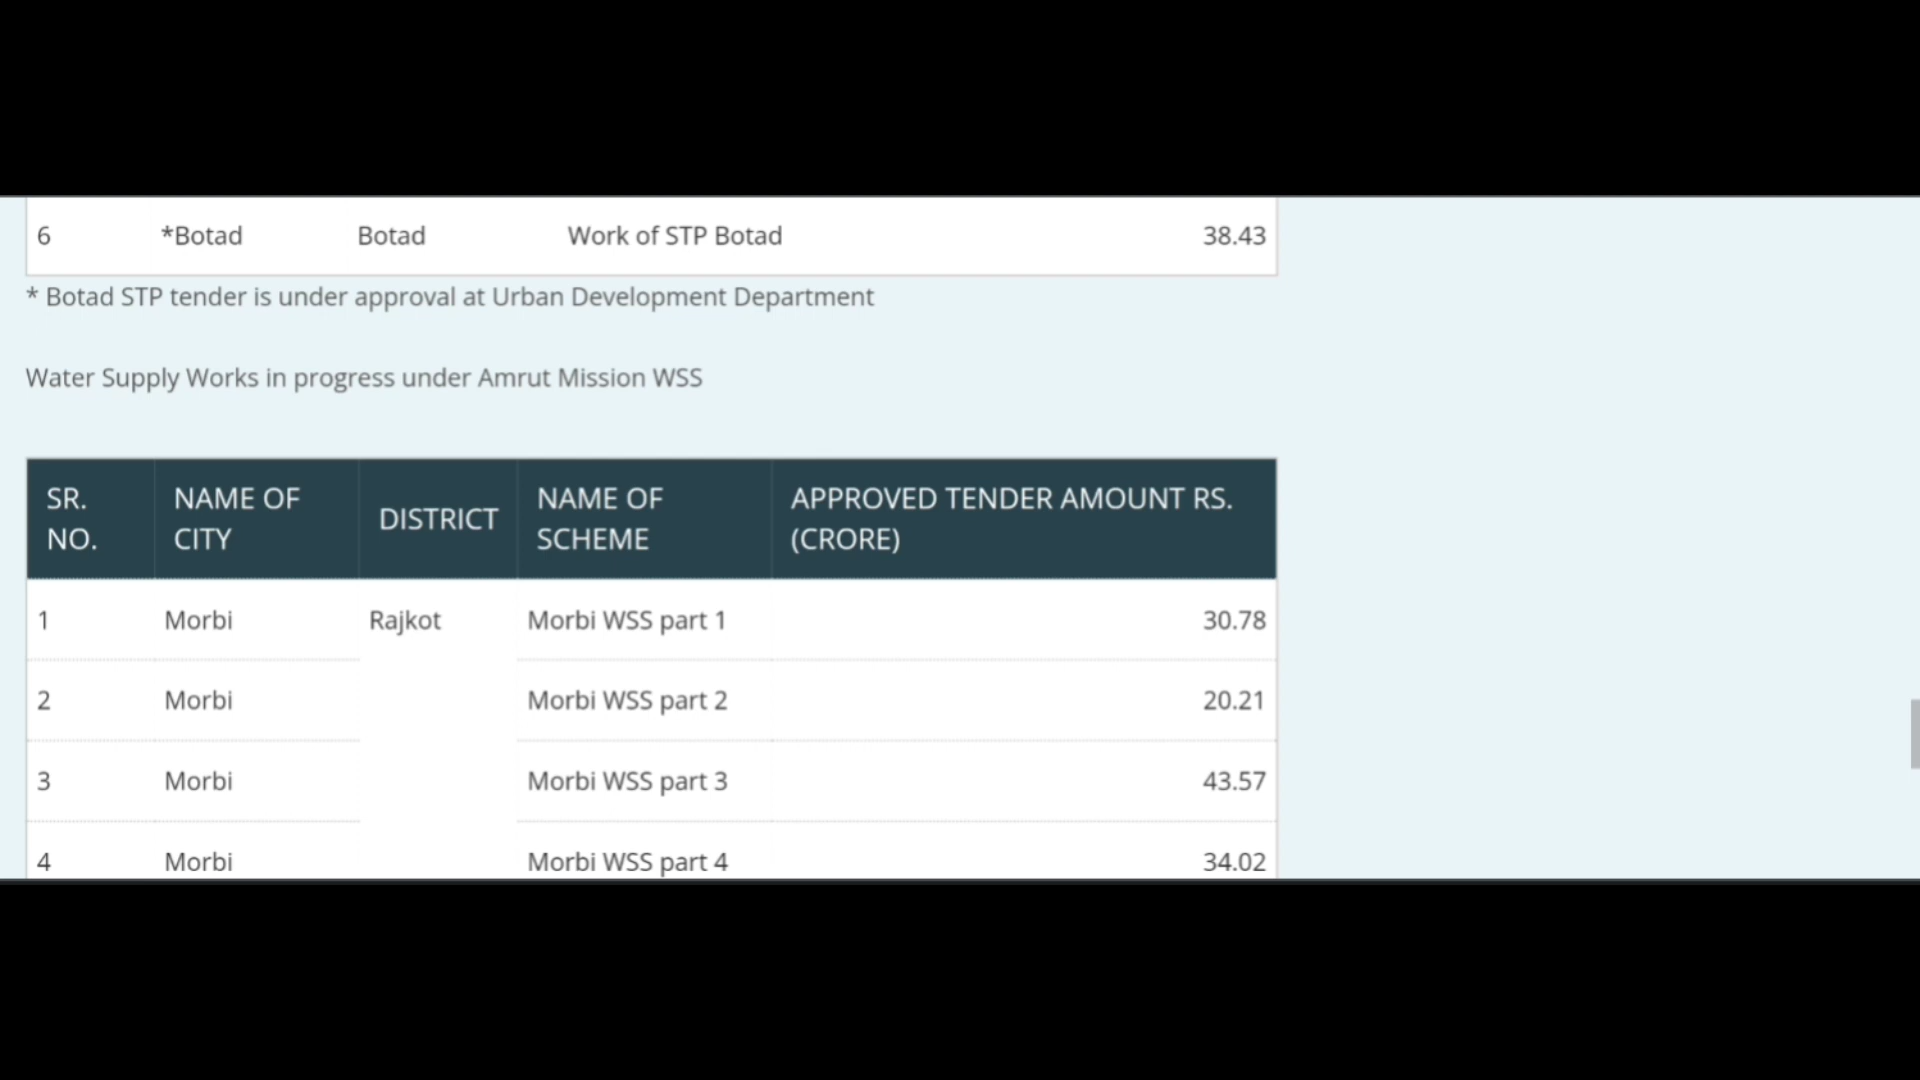 6 *Botad Botad Work of STP Botad 38.43
* Botad STP tender is under approval at Urban Development Department
Water Supply Works in progress under Amrut Mission WSS
SR. NO. NAME OF CITY DISTRICT NAME OF SCHEME APPROVED TENDER AMOUNT RS. (CRORE)
1 Morbi Rajkot Morbi WSS part 1 30.78
2 Morbi Morbi WSS part 2 20.21
3 Morbi Morbi WSS part 3 43.57
4 Morbi Morbi WSS part 4 34.02